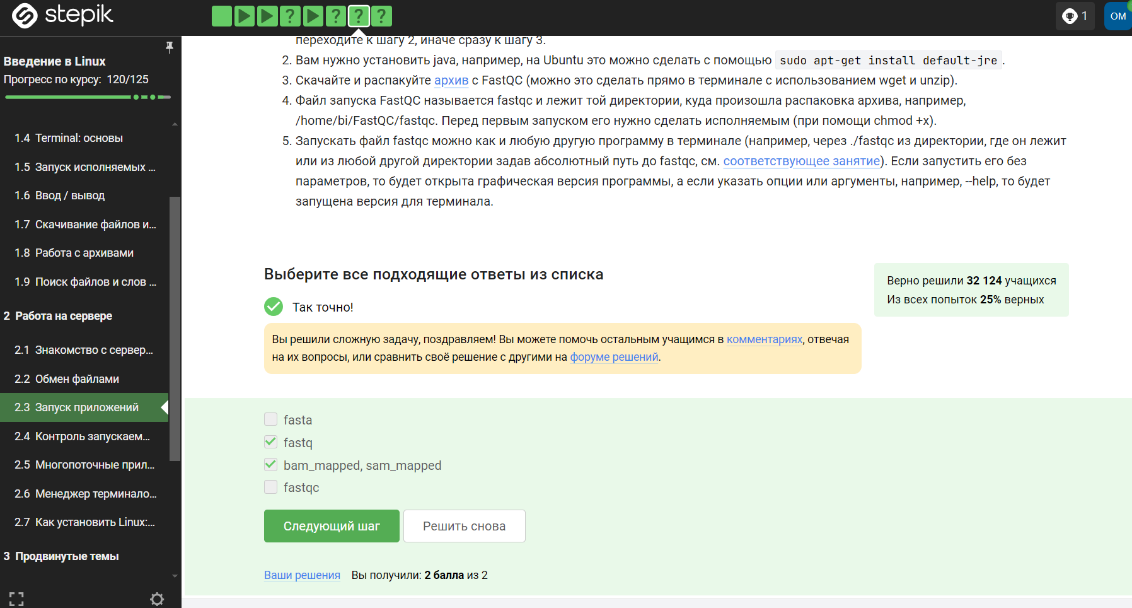 stepik
? ? ? ?
1
ОМ
Введение в Linux
Прогресс по курсу: 120/125
1.4 Terminal: основы
1.5 Запуск исполняемых ...
1.6 Ввод / вывод
1.7 Скачивание файлов и...
1.8 Работа с архивами
1.9 Поиск файлов и слов ...
2 Работа на сервере
2.1 Знакомство с сервер...
2.2 Обмен файлами
2.3 Запуск приложений
2.4 Контроль запускаем...
2.5 Многопоточные прил...
2.6 Менеджер терминало...
2.7 Как установить Linux:...
3 Продвинутые темы
переходите к шагу 2, иначе сразу к шагу 3.
2. Вам нужно установить java, например, на Ubuntu это можно сделать с помощью sudo apt-get install default-jre .
3. Скачайте и распакуйте архив с FastQC (можно это сделать прямо в терминале с использованием wget и unzip).
4. Файл запуска FastQC называется fastqc и лежит той директории, куда произошла распаковка архива, например,
/home/bi/FastQC/fastqc. Перед первым запуском его нужно сделать исполняемым (при помощи chmod +x).
5. Запускать файл fastqc можно как и любую другую программу в терминале (например, через ./fastqc из директории, где он лежит
или из любой другой директории задав абсолютный путь до fastqc, см. соответствующее занятие). Если запустить его без
параметров, то будет открыта графическая версия программы, а если указать опции или аргументы, например, --help, то будет
запущена версия для терминала.
Выберите все подходящие ответы из списка
Так точно!
Верно решили 32 124 учащихся
Из всех попыток 25% верных
Вы решили сложную задачу, поздравляем! Вы можете помочь остальным учащимся в комментариях, отвечая
на их вопросы, или сравнить своё решение с другими на форуме решений.
fasta
fastq
bam_mapped, sam_mapped
fastqc
Следующий шаг
Решить снова
Ваши решения Вы получили: 2 балла из 2